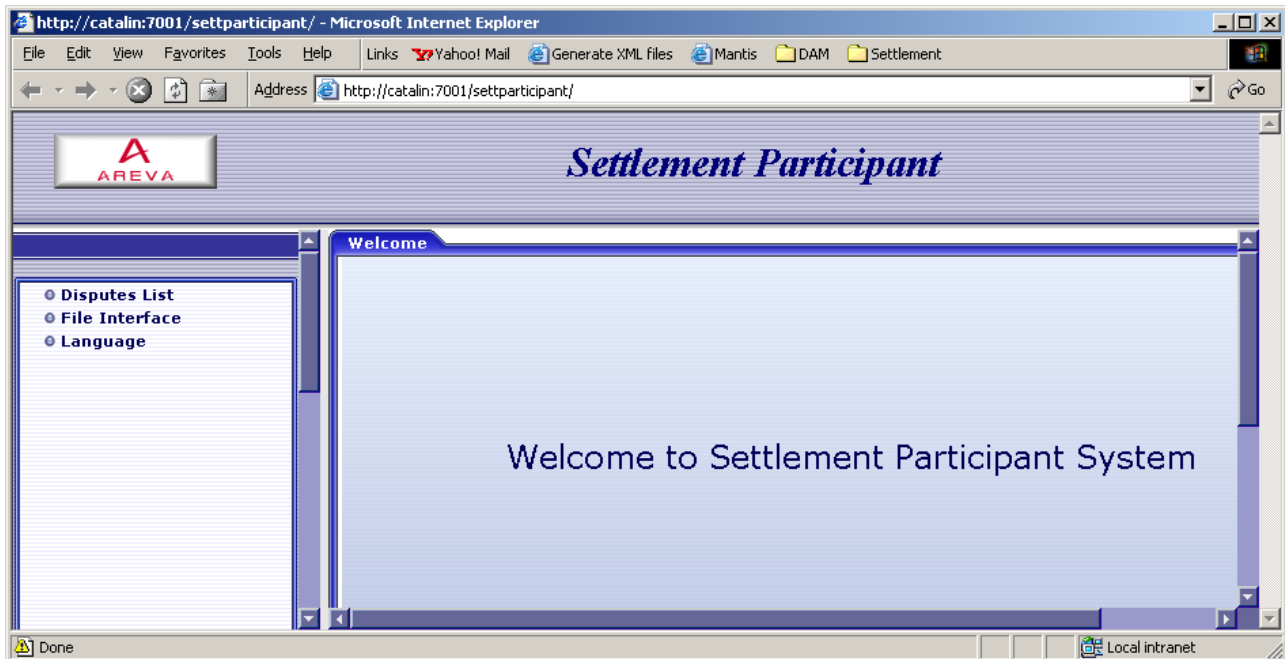 http://catalin:7001/settparticipant/ - Microsoft Internet Explorer
File Edit View Favorites Tools Help Links Yahoo! Mail Generate XML files Mantis DAM Settlement
Address http://catalin:7001/settparticipant/ Go
AREVA
Settlement Participant
Welcome
Disputes List
File Interface
Language
Welcome to Settlement Participant System
Done
Local intranet